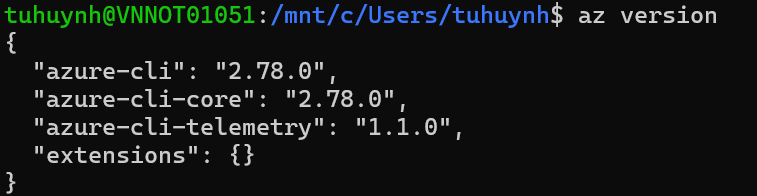 tuhuynh@VNNOT01051:/mnt/c/Users/tuhuynh$ az version
{
  "azure-cli": "2.78.0",
  "azure-cli-core": "2.78.0",
  "azure-cli-telemetry": "1.1.0",
  "extensions": {}
}